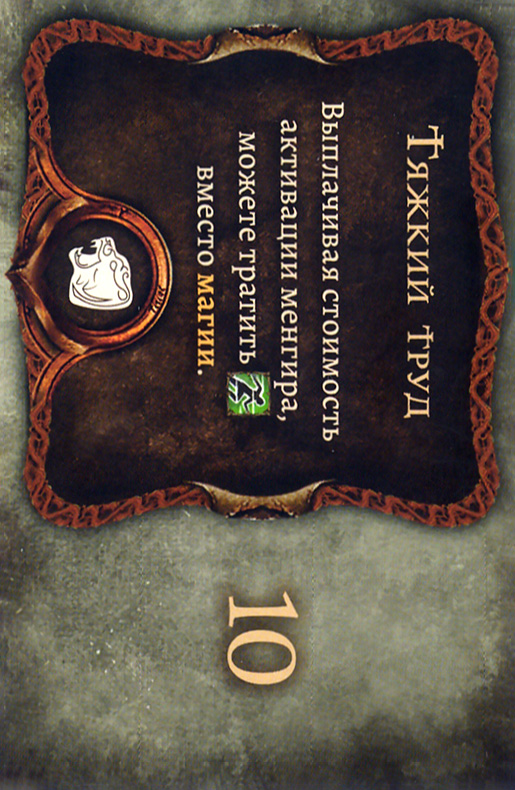 Тяжкий труд
Выплачивая стоимость
активации менгира,
можете тратить
вместо магии.
10